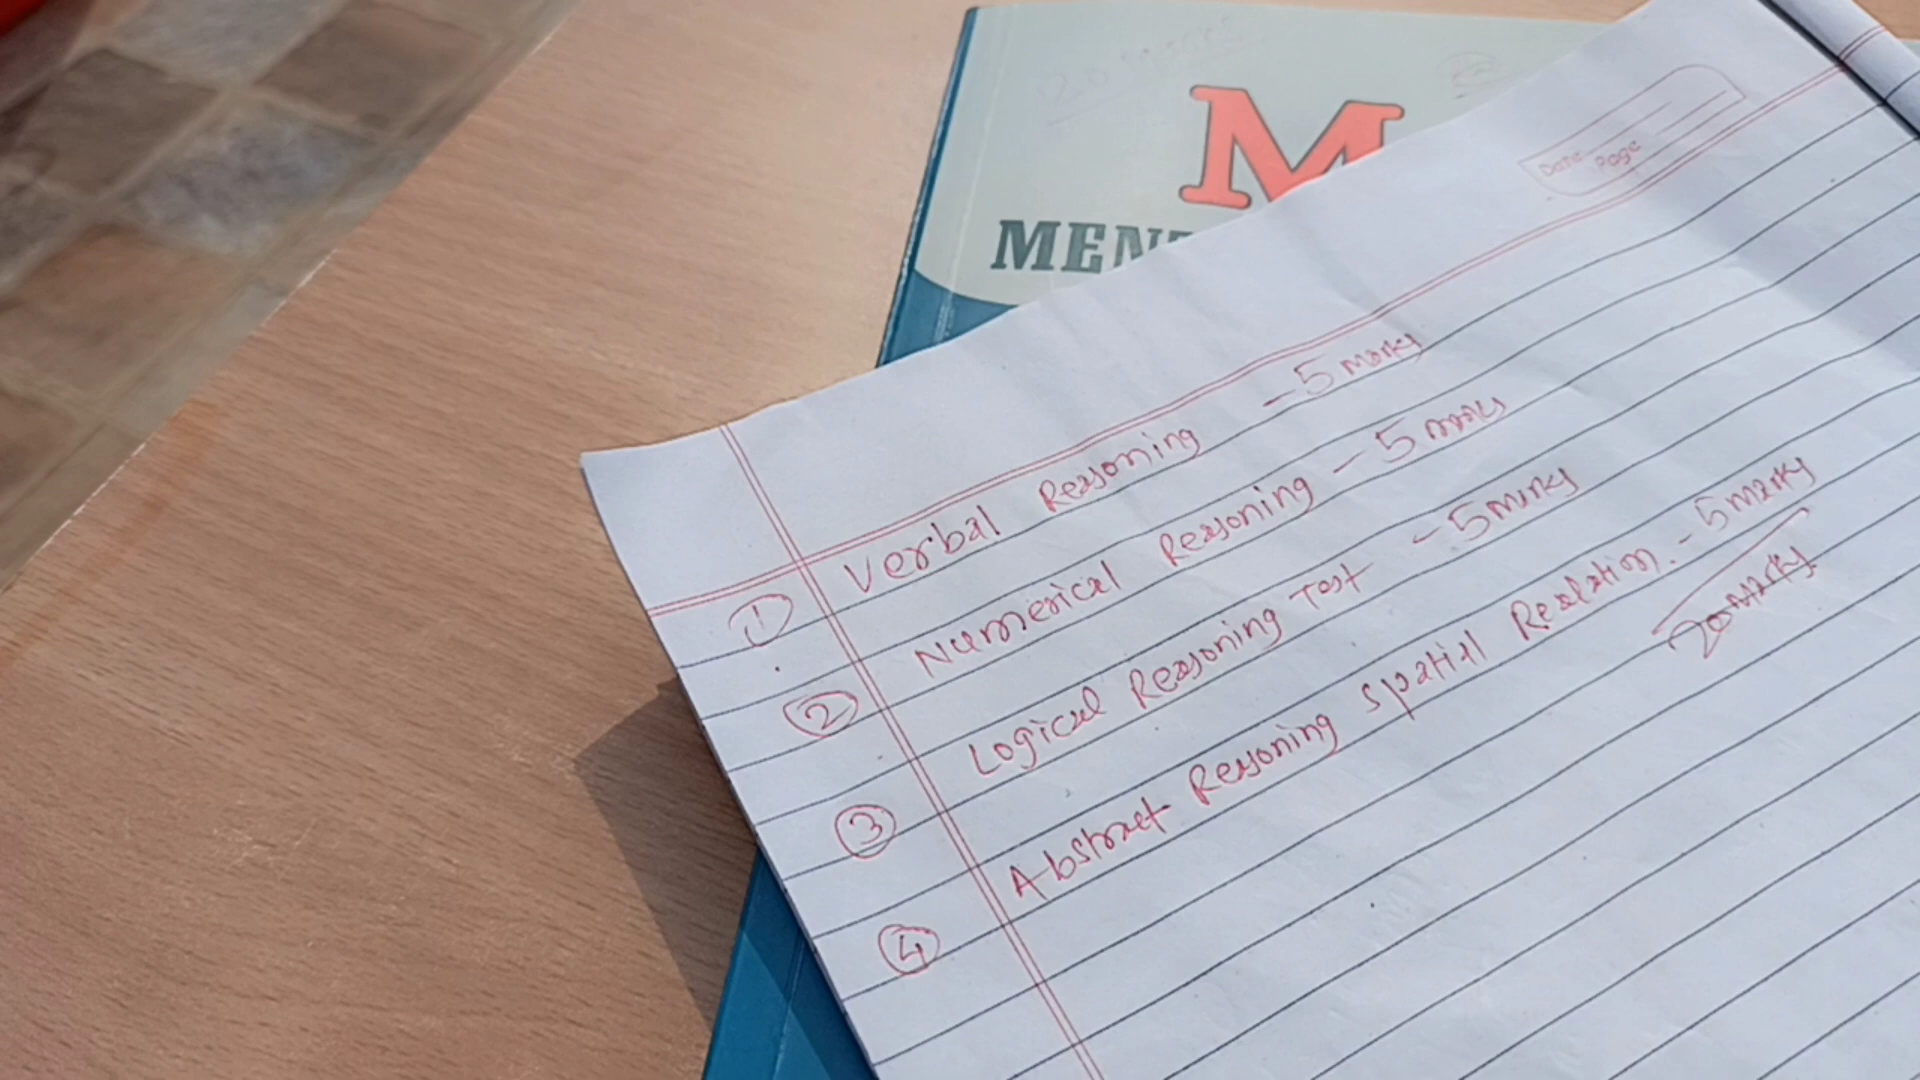 M
MEN
Date
Page
① Verbal Reasoning - 5 marks
② Numerical Reasoning - 5 marks
③ Logical Reasoning Test - 5 marks
④ Abstract Reasoning Spatial Realation. - 5 marks
20 marks